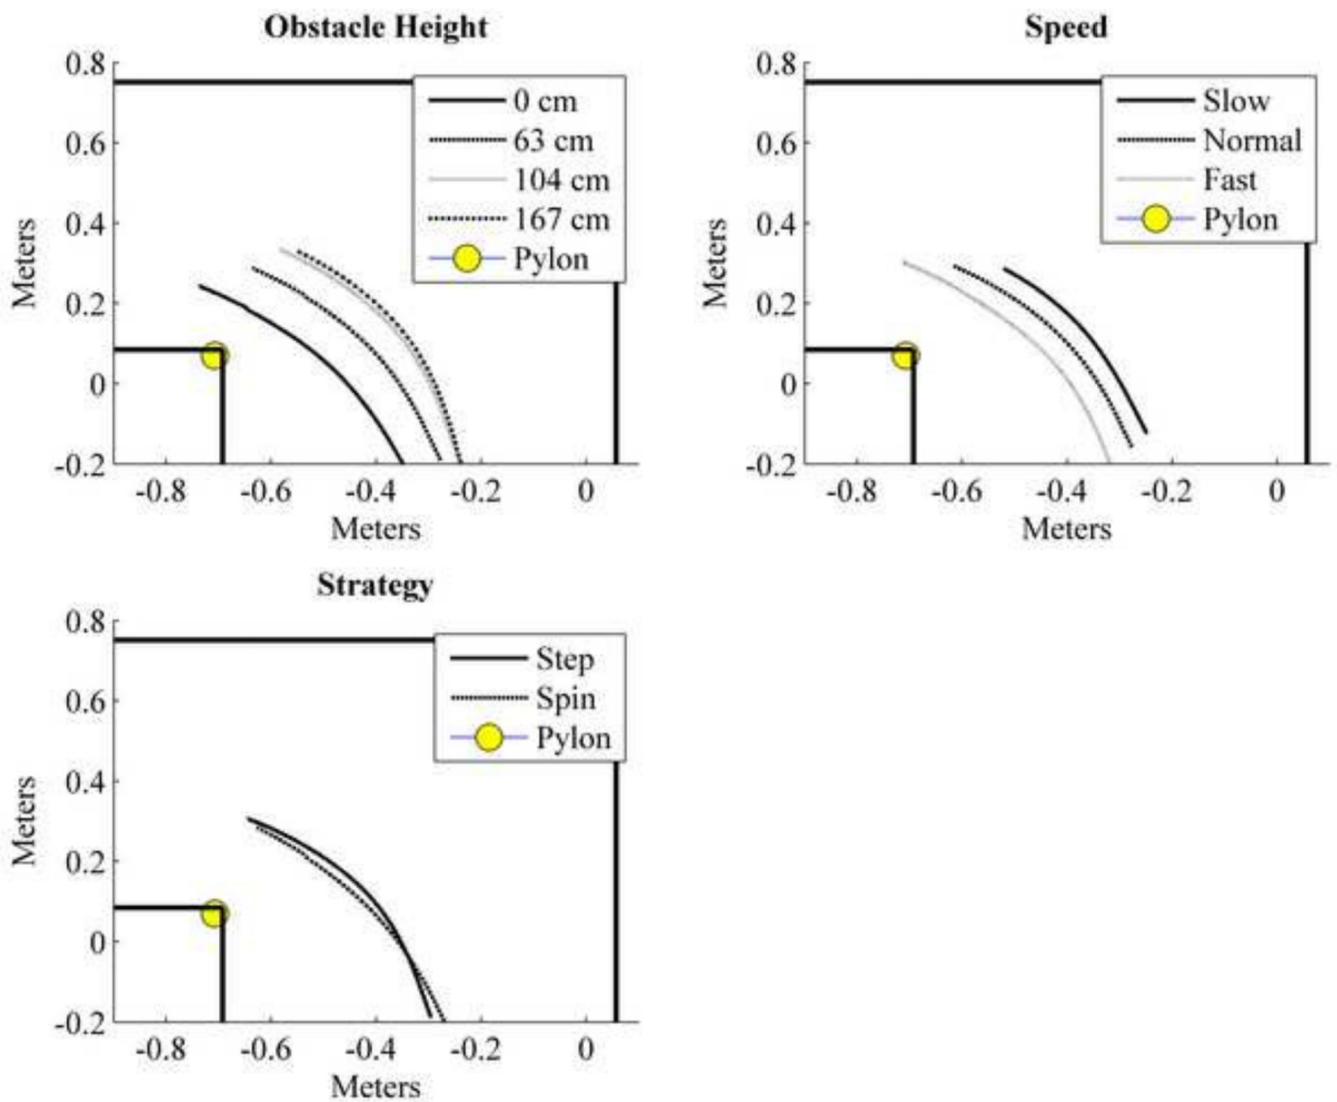 Obstacle Height
0.8
0.6
0.4
0.2
0
-0.2
Meters
0 cm
63 cm
104 cm
167 cm
Pylon
-0.8
-0.6
-0.4
-0.2
0
Meters
Speed
0.8
0.6
0.4
0.2
0
-0.2
Meters
Slow
Normal
Fast
Pylon
-0.8
-0.6
-0.4
-0.2
0
Meters
Strategy
0.8
0.6
0.4
0.2
0
-0.2
Meters
Step
Spin
Pylon
-0.8
-0.6
-0.4
-0.2
0
Meters